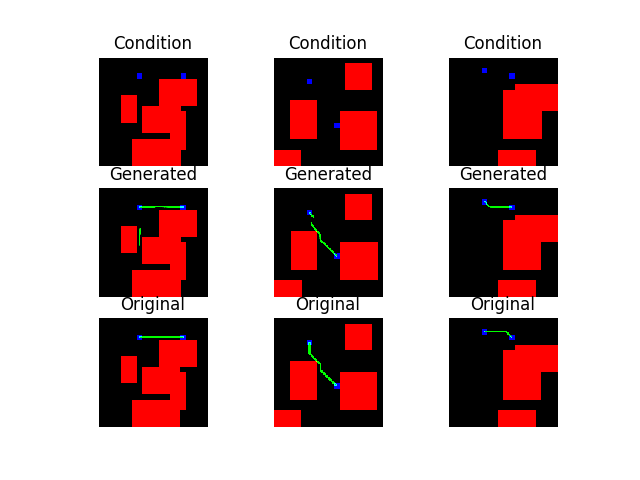 Condition Condition Condition
Generated Generated Generated
Original Original Original